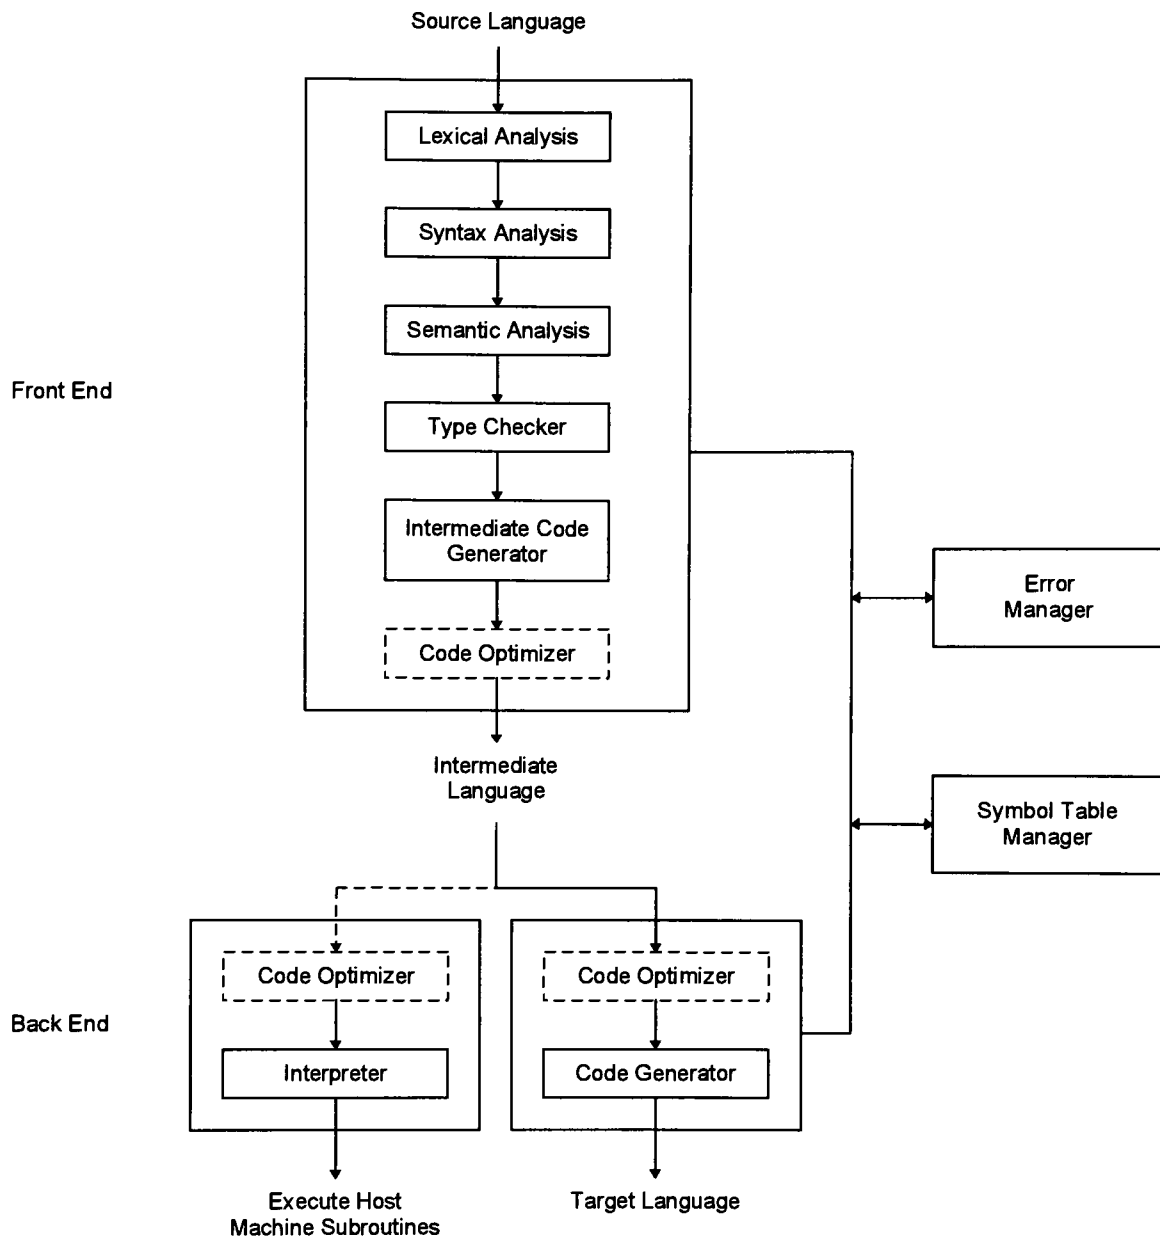 Source Language
Lexical Analysis
Syntax Analysis
Semantic Analysis
Front End
Type Checker
Intermediate Code
Generator
Error
Manager
Code Optimizer
Intermediate
Language
Symbol Table
Manager
Code Optimizer
Code Optimizer
Back End
Interpreter
Code Generator
Execute Host
Machine Subroutines
Target Language